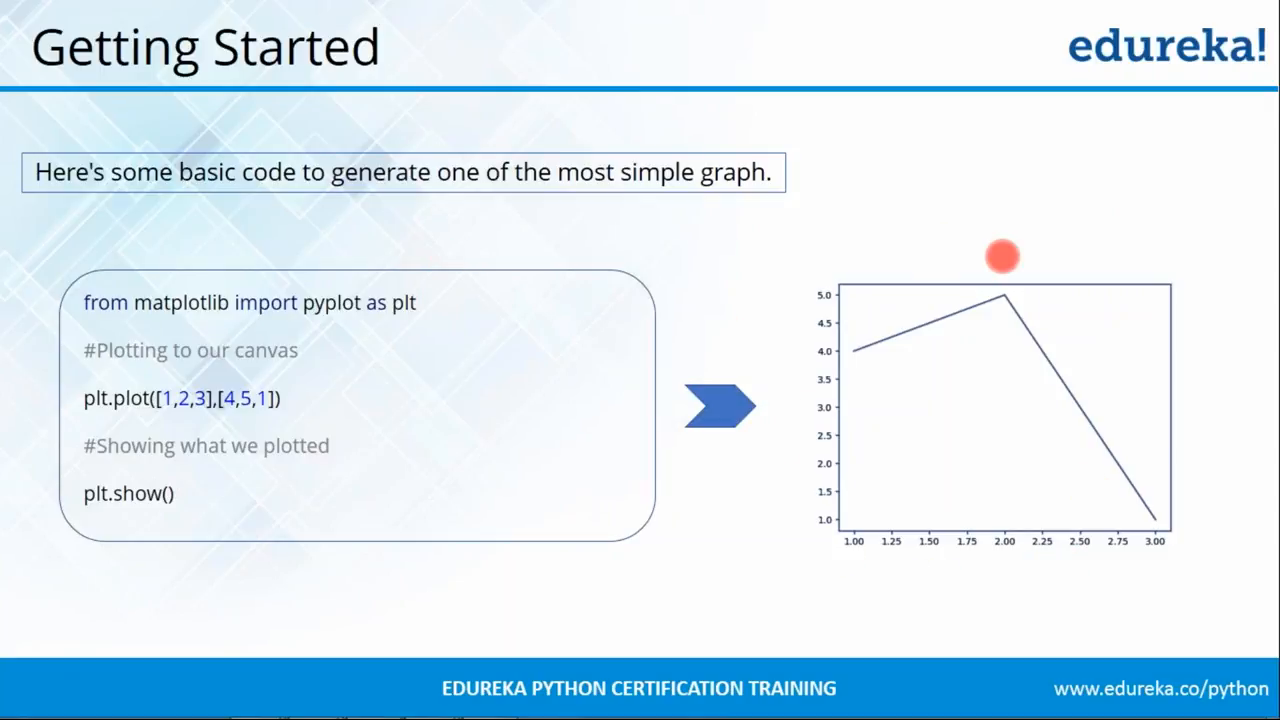 Getting Started
edureka!
Here's some basic code to generate one of the most simple graph.
from matplotlib import pyplot as plt
#Plotting to our canvas
plt.plot([1,2,3],[4,5,1])
#Showing what we plotted
plt.show()
5.0
4.5
4.0
3.5
3.0
2.5
2.0
1.5
1.0
1.00 1.25 1.50 1.75 2.00 2.25 2.50 2.75 3.00
EDUREKA PYTHON CERTIFICATION TRAINING
www.edureka.co/python